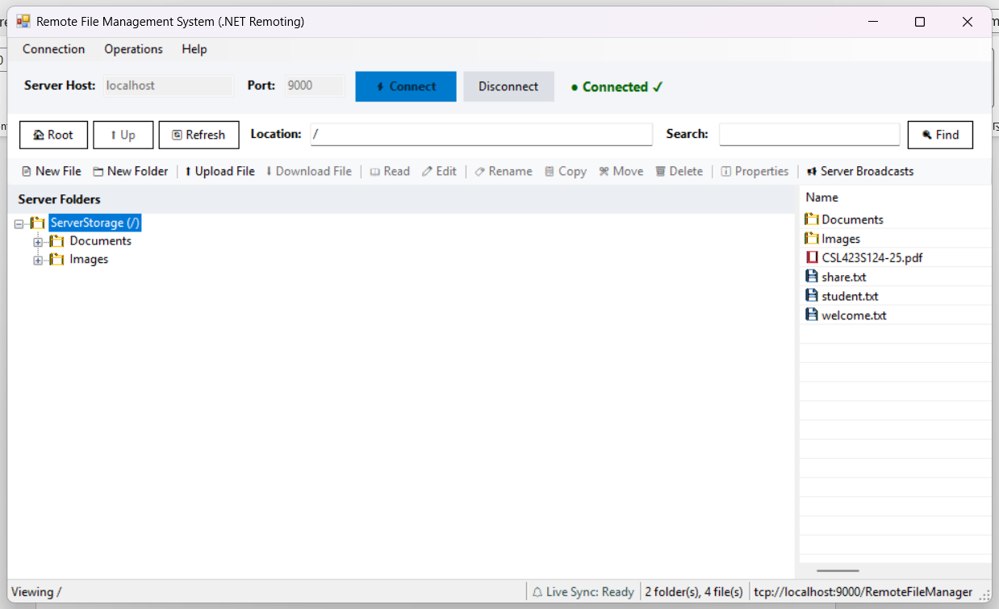 Remote File Management System (.NET Remoting)
Connection Operations Help
Server Host: localhost Port: 9000 Connect Disconnect ● Connected ✓
Root Up Refresh Location: / Search: Find
New File New Folder Upload File Download File Read Edit Rename Copy Move Delete Properties Server Broadcasts
Server Folders
ServerStorage (/)
Documents
Images
Name
Documents
Images
CSL423S124-25.pdf
share.txt
student.txt
welcome.txt
Viewing / Live Sync: Ready 2 folder(s), 4 file(s) tcp://localhost:9000/RemoteFileManager